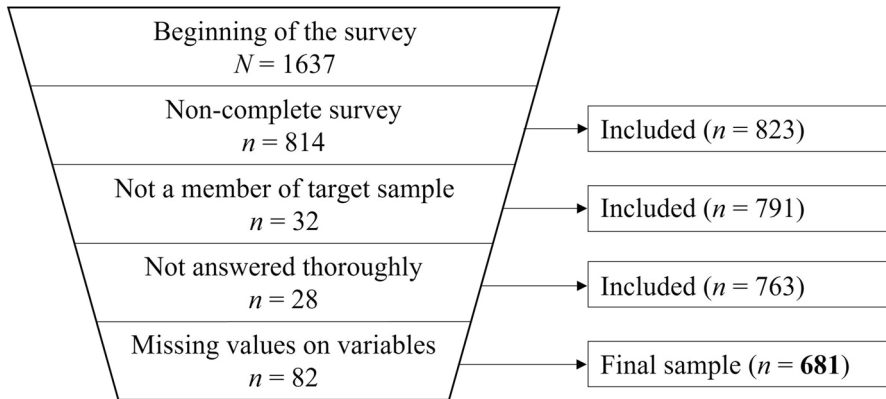 Beginning of the survey
N = 1637
Non-complete survey
n = 814
Included (n = 823)
Not a member of target sample
n = 32
Included (n = 791)
Not answered thoroughly
n = 28
Included (n = 763)
Missing values on variables
n = 82
Final sample (n = 681)